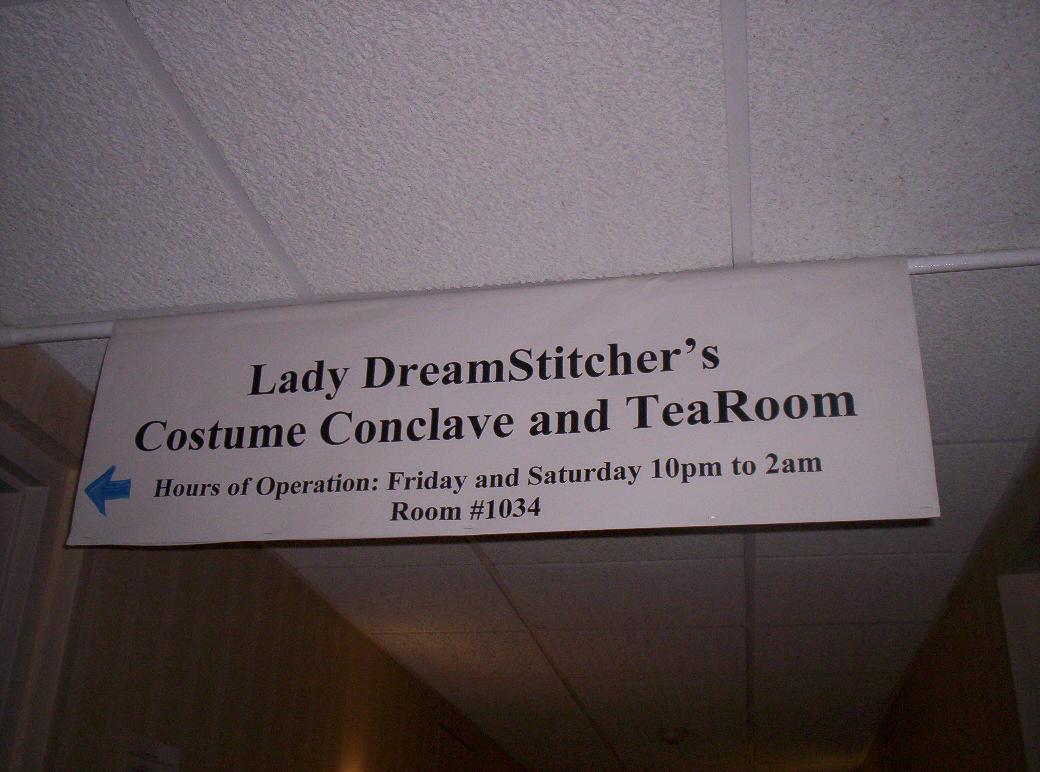 Lady DreamStitcher's
Costume Conclave and TeaRoom
Hours of Operation: Friday and Saturday 10pm to 2am
Room #1034